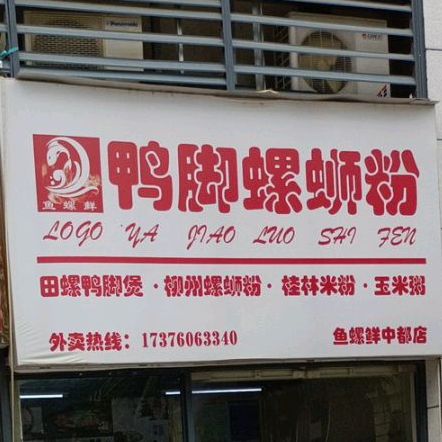 Panasonic
鱼螺鲜
鸭脚螺蛳粉
LOGO YA JIAO LUO SHI FEN
田螺鸭脚煲·柳州螺蛳粉·桂林米粉·玉米粥
外卖热线：17376063340
鱼螺鲜中都店